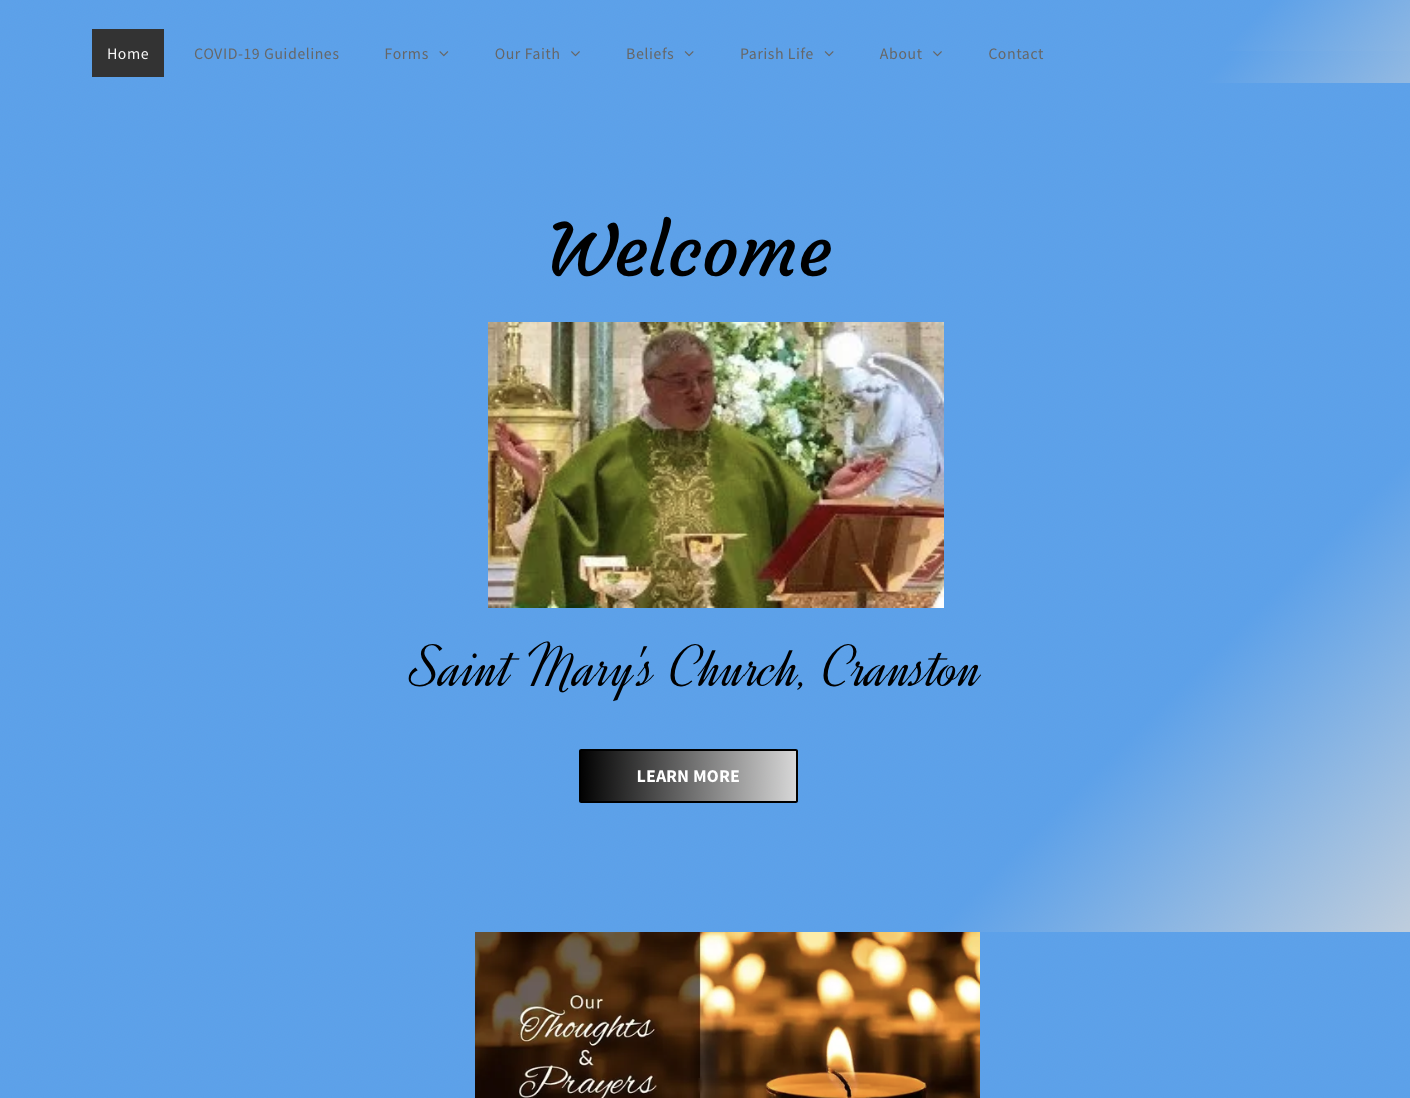 Home COVID-19 Guidelines Forms Our Faith Beliefs Parish Life About Contact
Welcome
Saint Mary's Church, Cranston
LEARN MORE
Our
Thoughts
&
Prayers